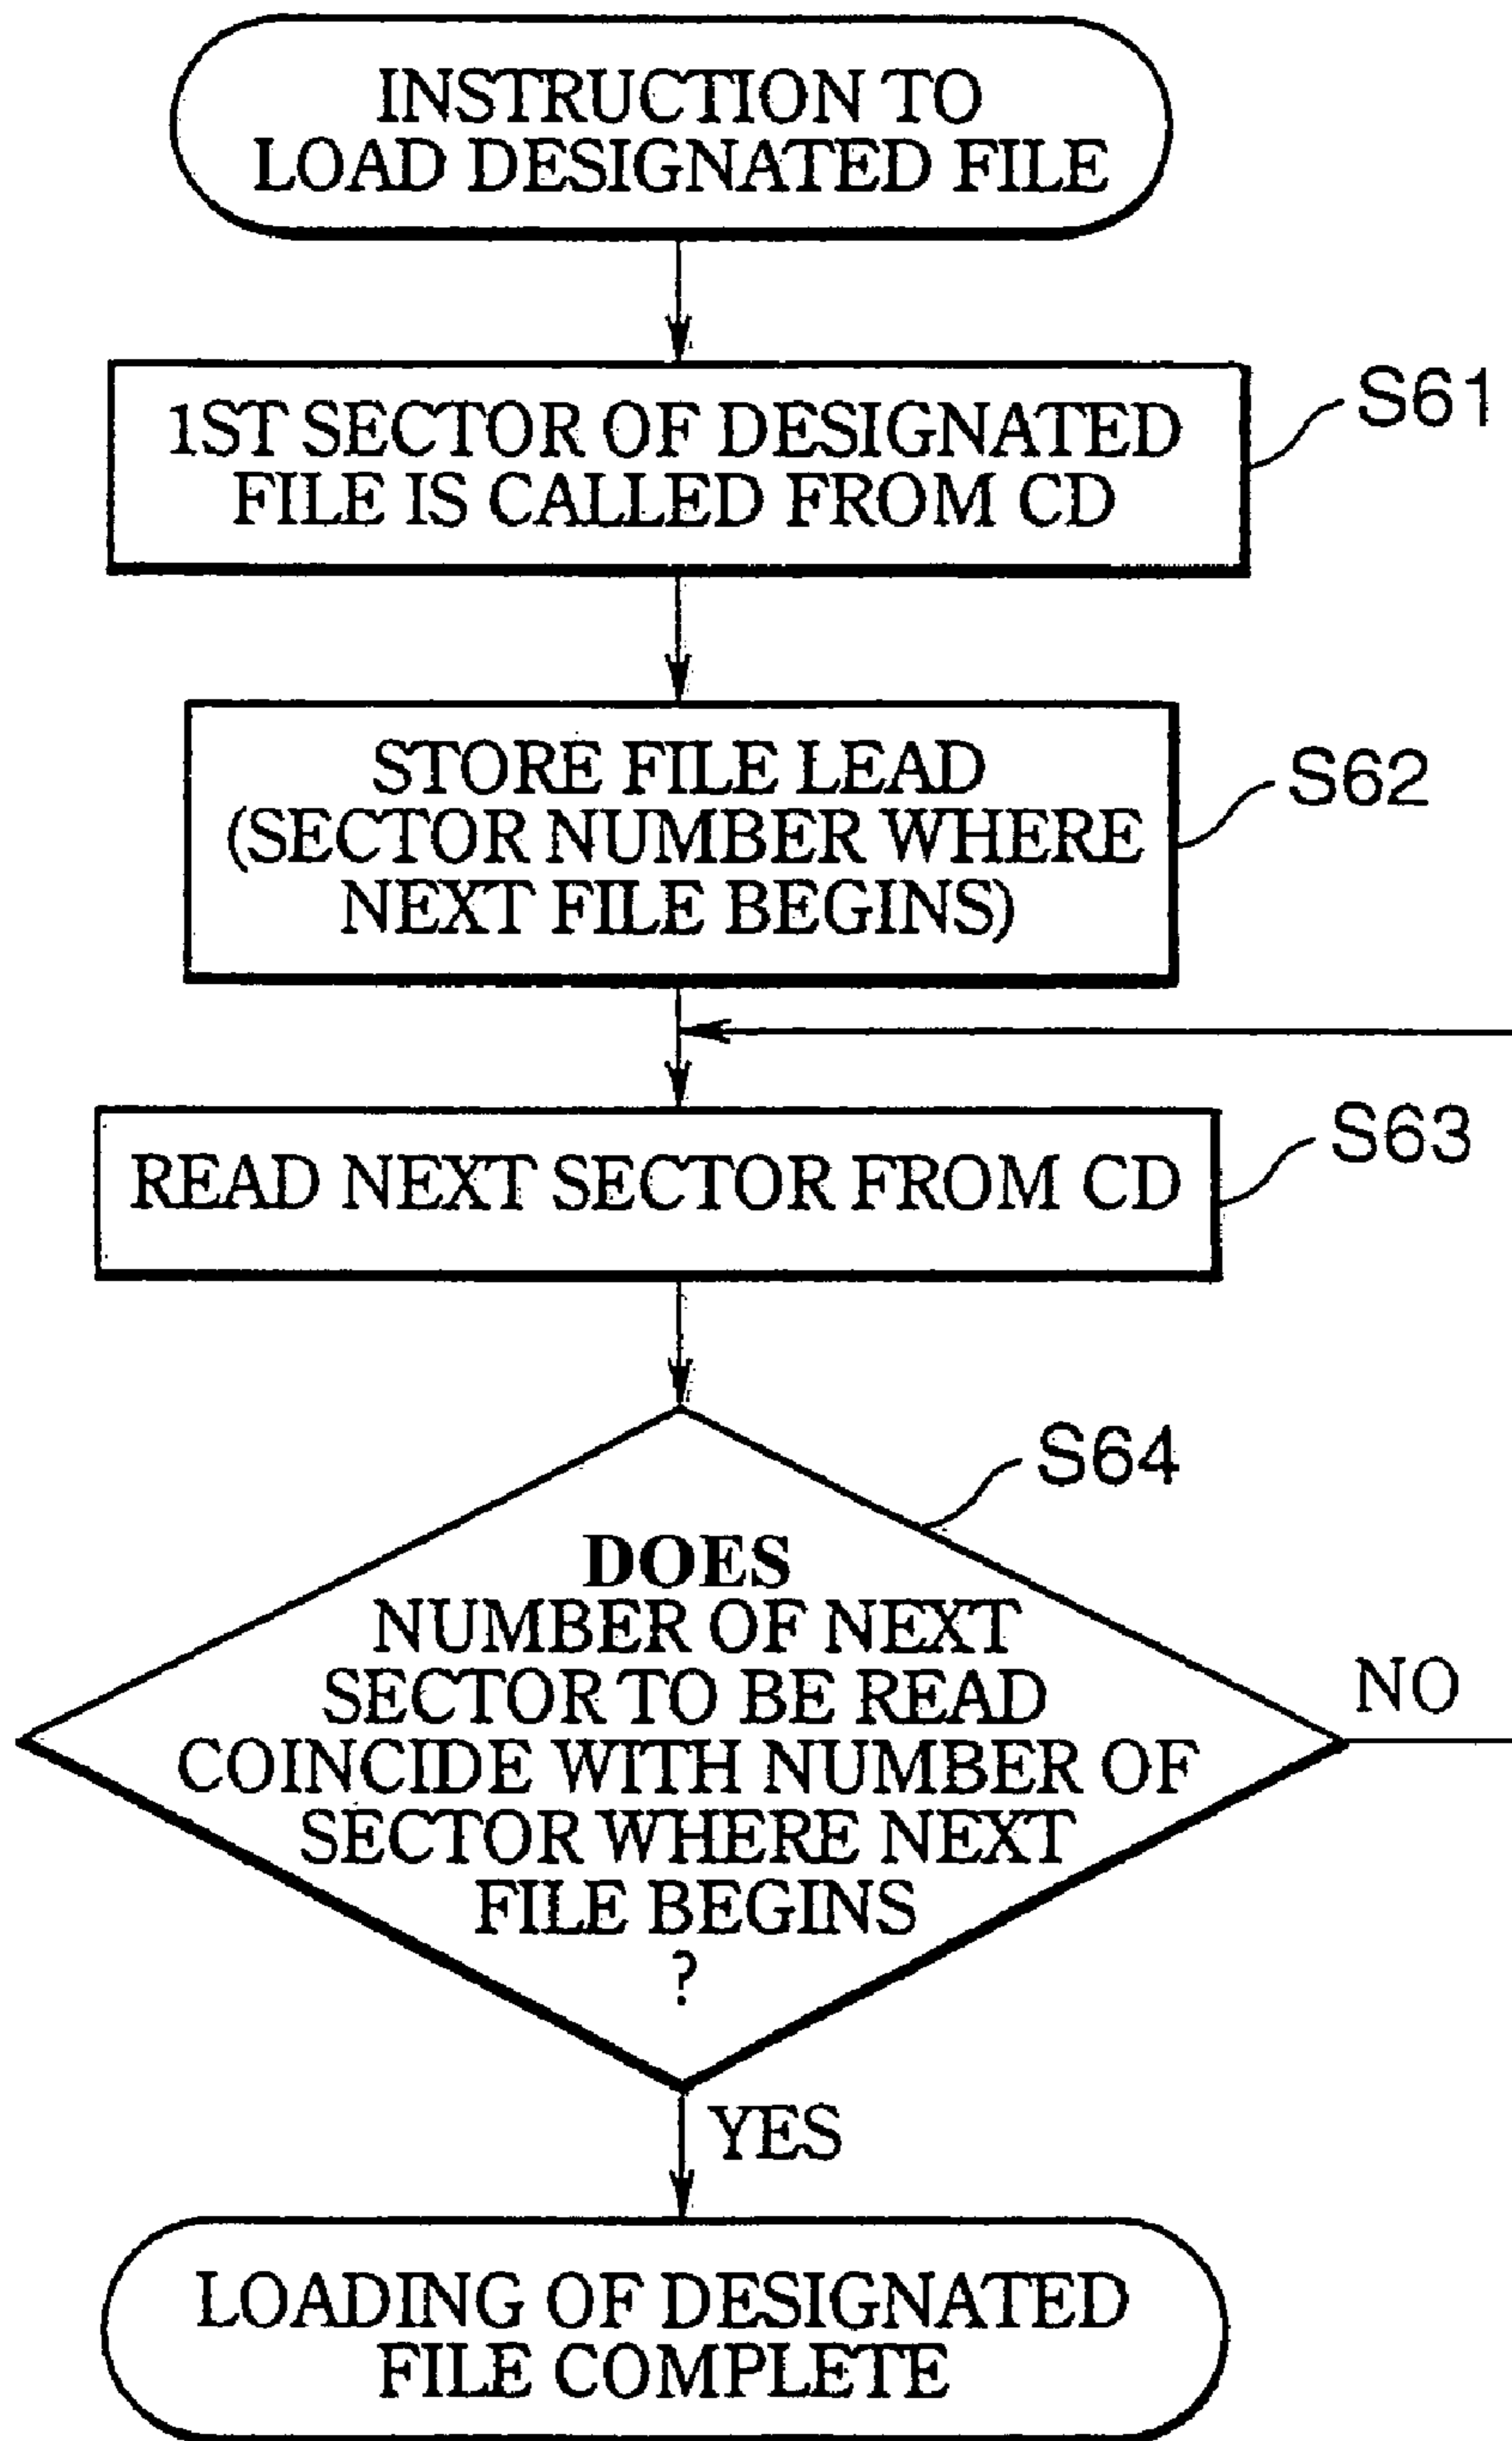 INSTRUCTION TO
LOAD DESIGNATED FILE
1ST SECTOR OF DESIGNATED
FILE IS CALLED FROM CD
S61
STORE FILE LEAD
(SECTOR NUMBER WHERE
NEXT FILE BEGINS)
S62
READ NEXT SECTOR FROM CD
S63
S64
DOES
NUMBER OF NEXT
SECTOR TO BE READ
COINCIDE WITH NUMBER OF
SECTOR WHERE NEXT
FILE BEGINS
?
NO
YES
LOADING OF DESIGNATED
FILE COMPLETE